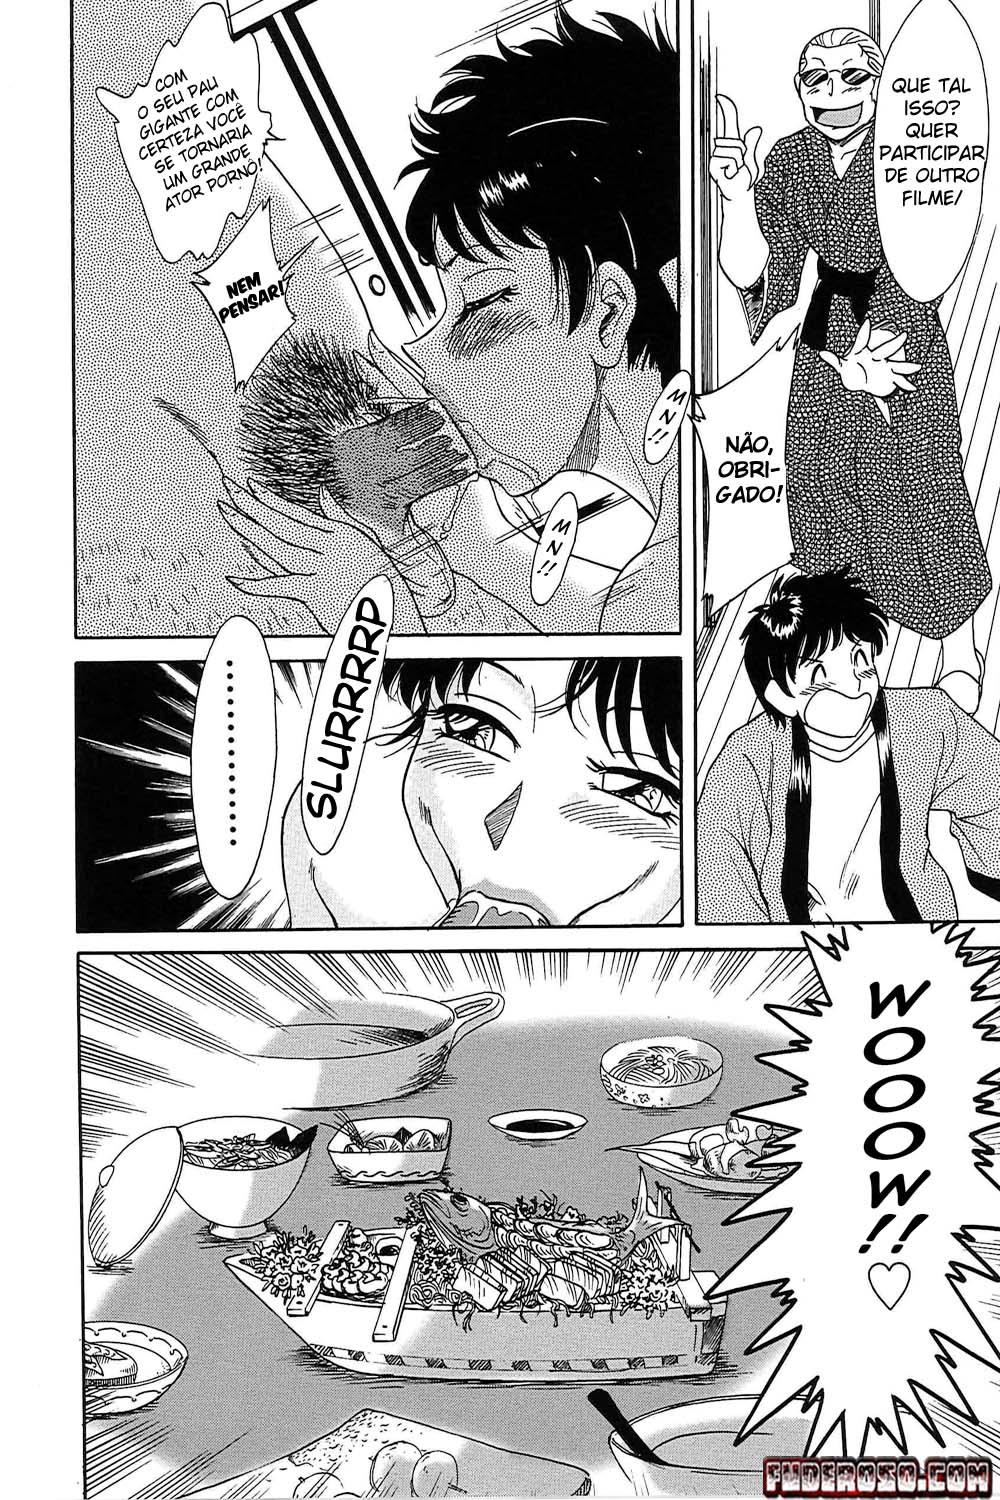 QUE TAL
ISSO?
QUER
PARTICIPAR
DE OUTRO
FILME/
NÃO,
OBRI-
GADO!
COM
O SEU PAU
GIGANTE COM
CERTEZA VOCÊ
SE TORNARIA
UM GRANDE
ATOR PORNÔ!
NEM
PENSAR!
MN!!
MN!!
SLURRRRP
..........
WOOOW!! ♡
FUDEROSO.COM